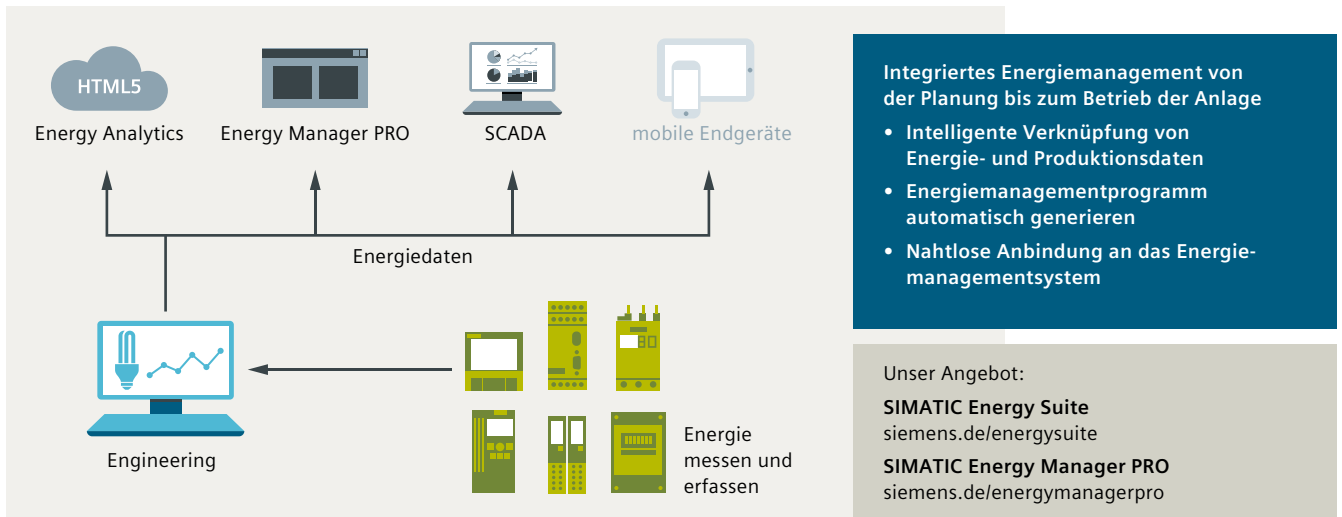 HTML5
Energy Analytics
Energy Manager PRO
SCADA
mobile Endgeräte
Energiedaten
Engineering
Energie
messen und
erfassen
Integriertes Energiemanagement von
der Planung bis zum Betrieb der Anlage
• Intelligente Verknüpfung von
Energie- und Produktionsdaten
• Energiemanagementprogramm
automatisch generieren
• Nahtlose Anbindung an das Energie-
managementsystem
Unser Angebot:
SIMATIC Energy Suite
siemens.de/energysuite
SIMATIC Energy Manager PRO
siemens.de/energymanagerpro